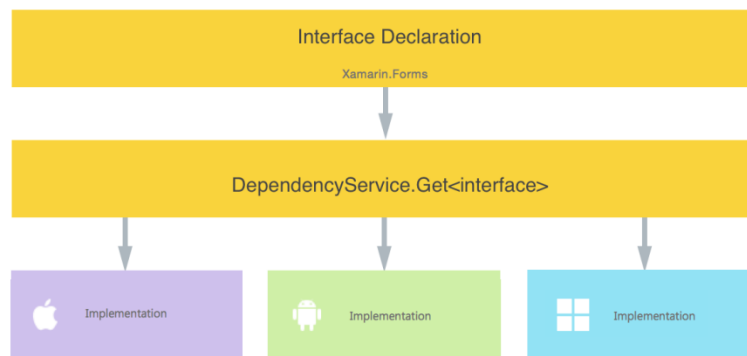 Interface Declaration
Xamarin.Forms
DependencyService.Get<interface>
Implementation
Implementation
Implementation